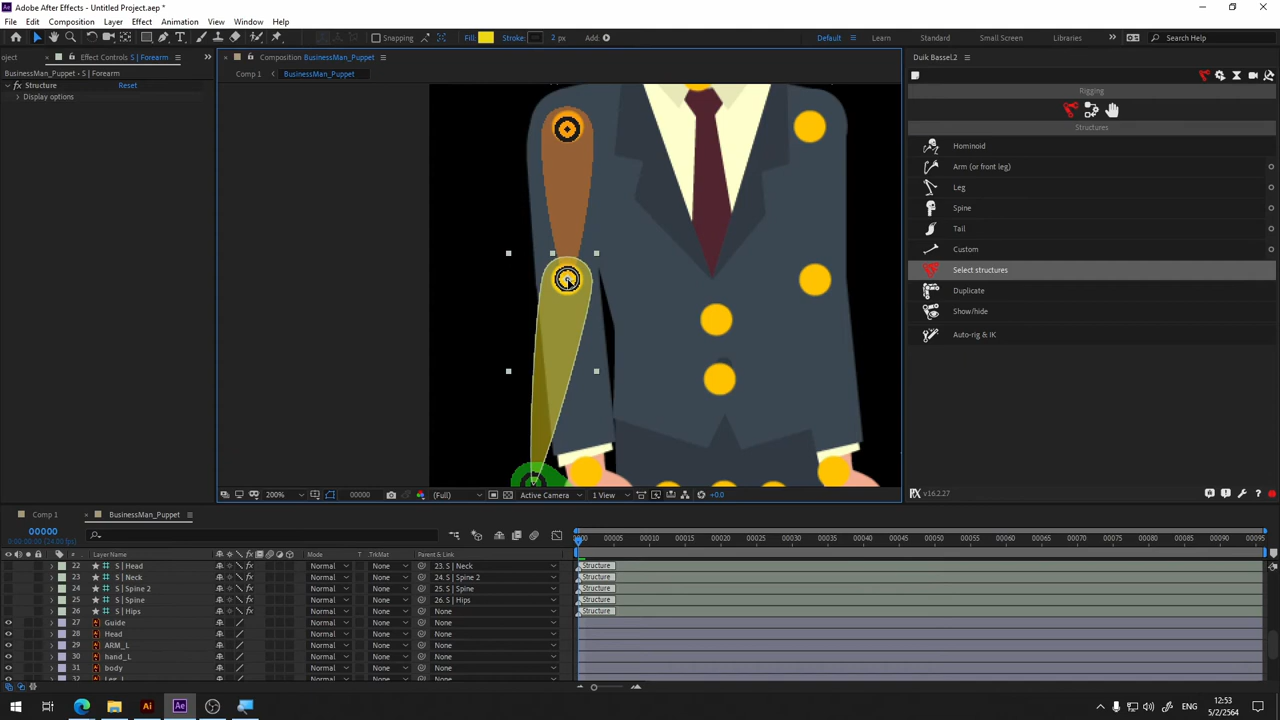 Adobe After Effects - Untitled Project.aep *
File Edit Composition Layer Effect Animation View Window Help
Snapping Fill: Stroke: 2 px Add: Default Learn Standard Small Screen Libraries Search Help
oject Effect Controls S | Forearm
Composition BusinessMan_Puppet
Duik Bassel.2
BusinessMan_Puppet - S | Forearm
Comp 1 BusinessMan_Puppet
fx Structure Reset
Display options
Rigging
Structures
Hominoid
Arm (or front leg)
Leg
Spine
Tail
Custom
Select structures
Duplicate
Show/hide
Auto-rig & IK
200% 00000 (Full) Active Camera 1 View +0.0
v16.2.27
Comp 1 BusinessMan_Puppet
00000
0:00:00:00 (24.00 fps)
0000 00005 00010 00015 00020 00025 00030 00035 00040 00045 00050 00055 00060 00065 00070 00075 00080 00085 00090 00095
# Layer Name Mode T .TrkMat Parent & Link
22 S | Head Normal None 23. S | Neck Structure
23 S | Neck Normal None 24. S | Spine 2 Structure
24 S | Spine 2 Normal None 25. S | Spine Structure
25 S | Spine Normal None 26. S | Hips Structure
26 S | Hips Normal None None Structure
27 Guide Normal None None
28 Head Normal None None
29 ARM_L Normal None None
30 hand_L Normal None None
31 body Normal None None
32 Leg_L Normal None None
ENG 12:53
5/2/2564